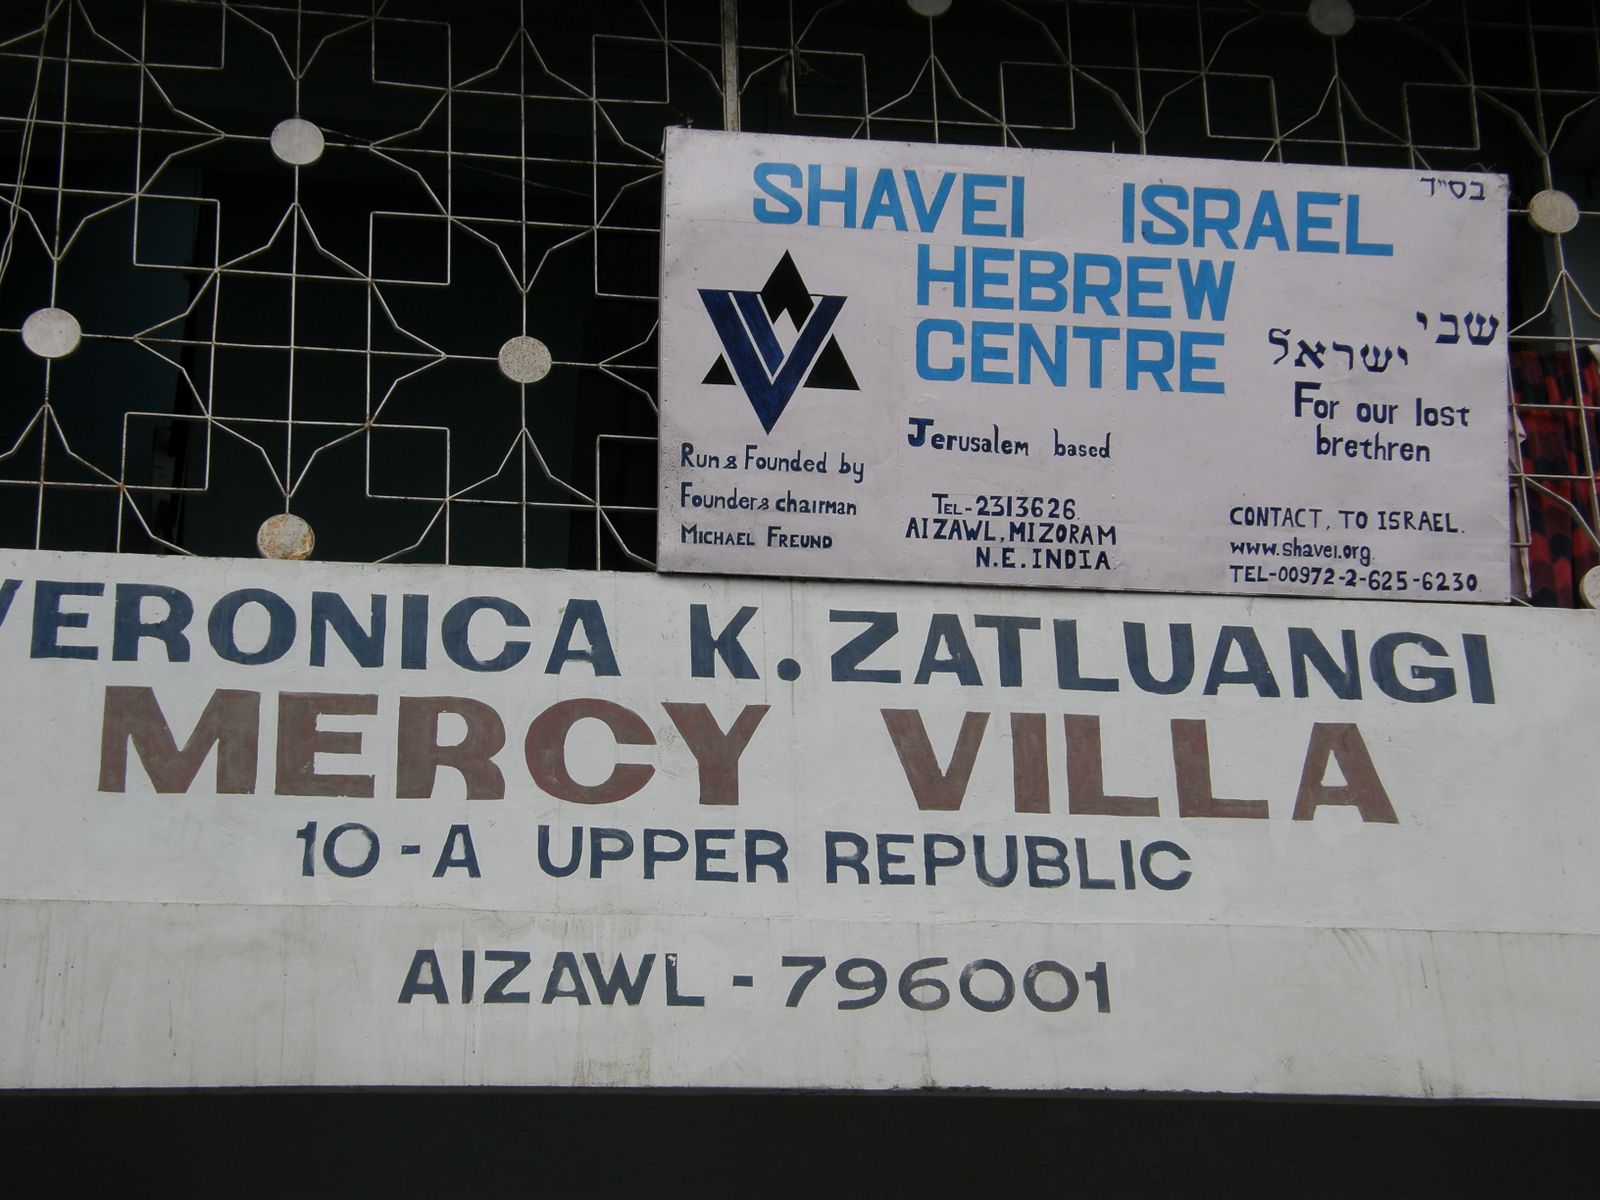 בס״ד
SHAVEI ISRAEL
HEBREW
CENTRE
שבי
ישראל
For our lost
brethren
Jerusalem based
Run & Founded by
Founder & chairman
MICHAEL FREUND
TEL-2313626
AIZAWL, MIZORAM
N.E. INDIA
CONTACT, TO ISRAEL.
www.shavei.org
TEL-00972-2-625-6230
VERONICA K. ZATLUANGI
MERCY VILLA
10-A UPPER REPUBLIC
AIZAWL - 796001